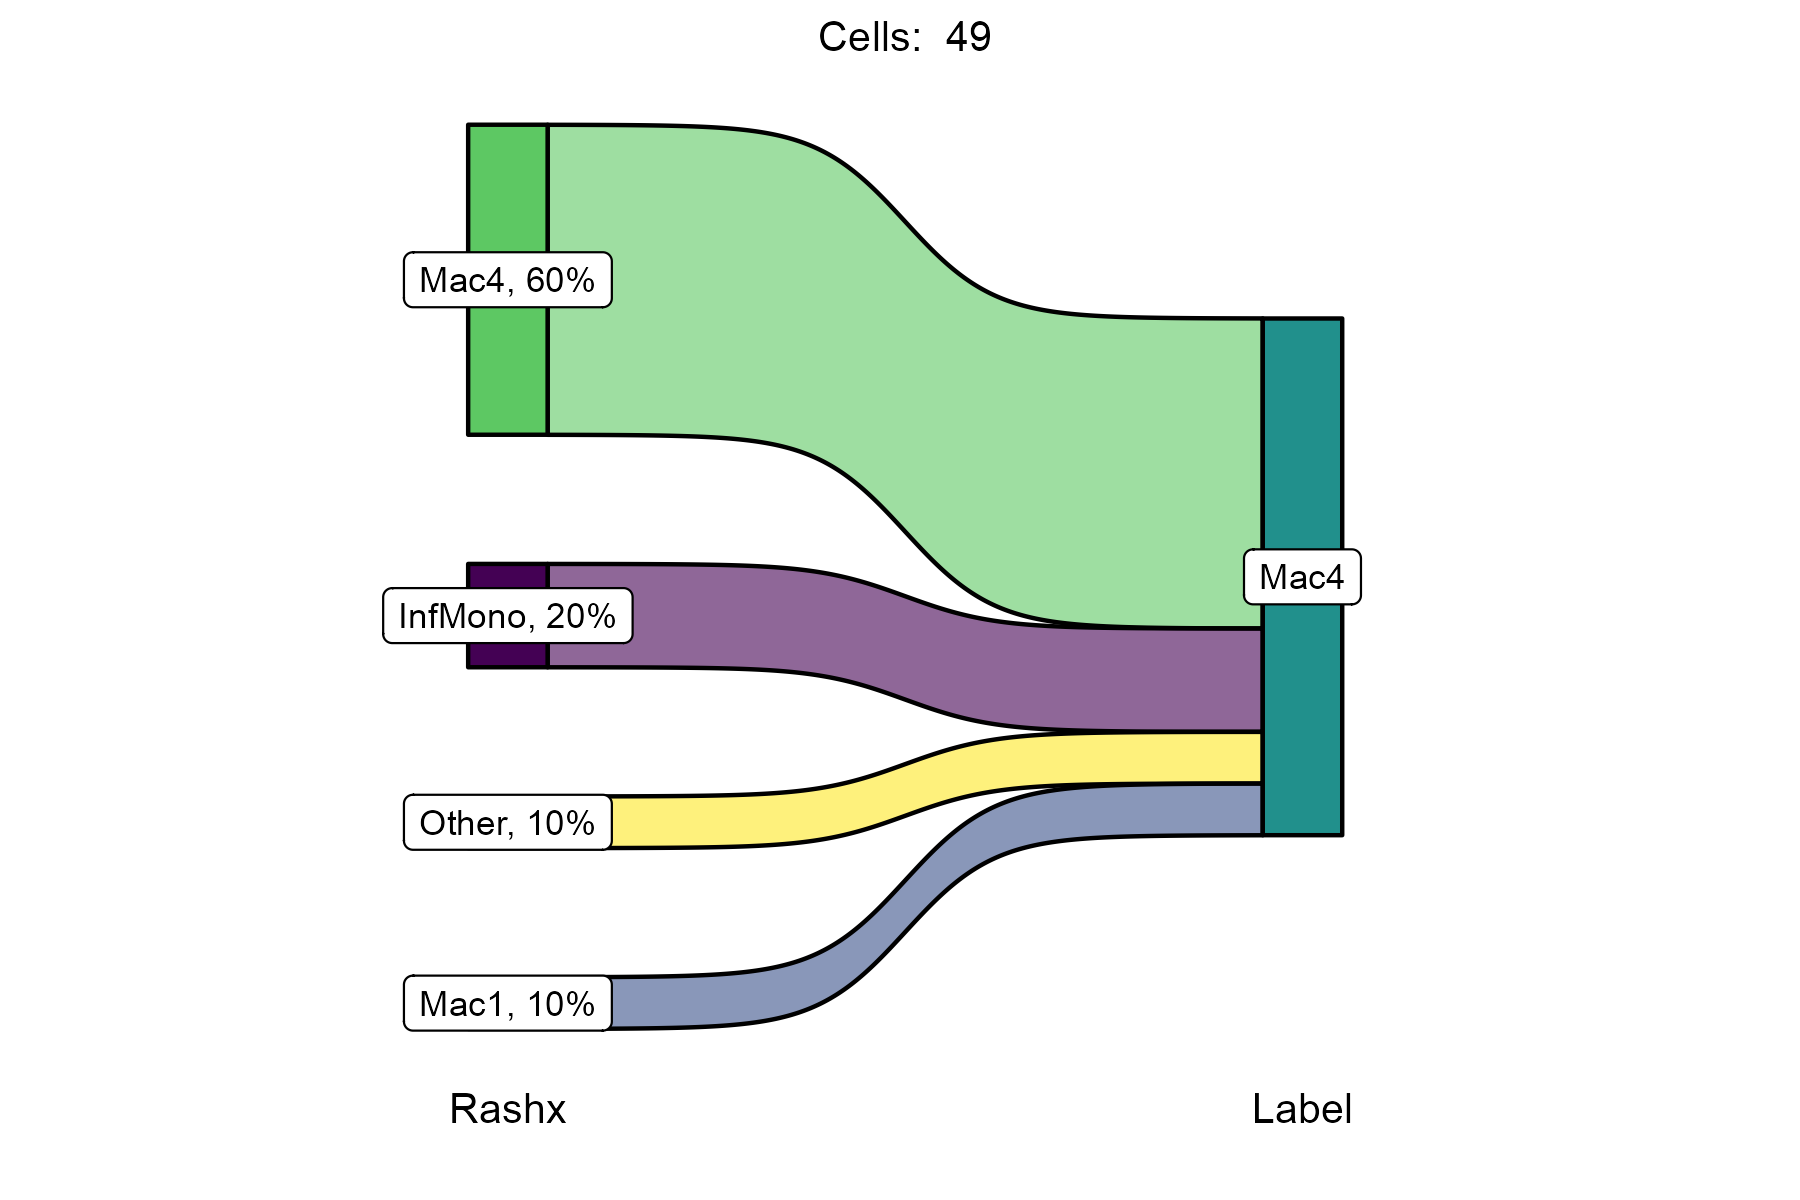 Cells:  49
Mac4, 60%
Mac4
InfMono, 20%
Other, 10%
Mac1, 10%
Rashx
Label